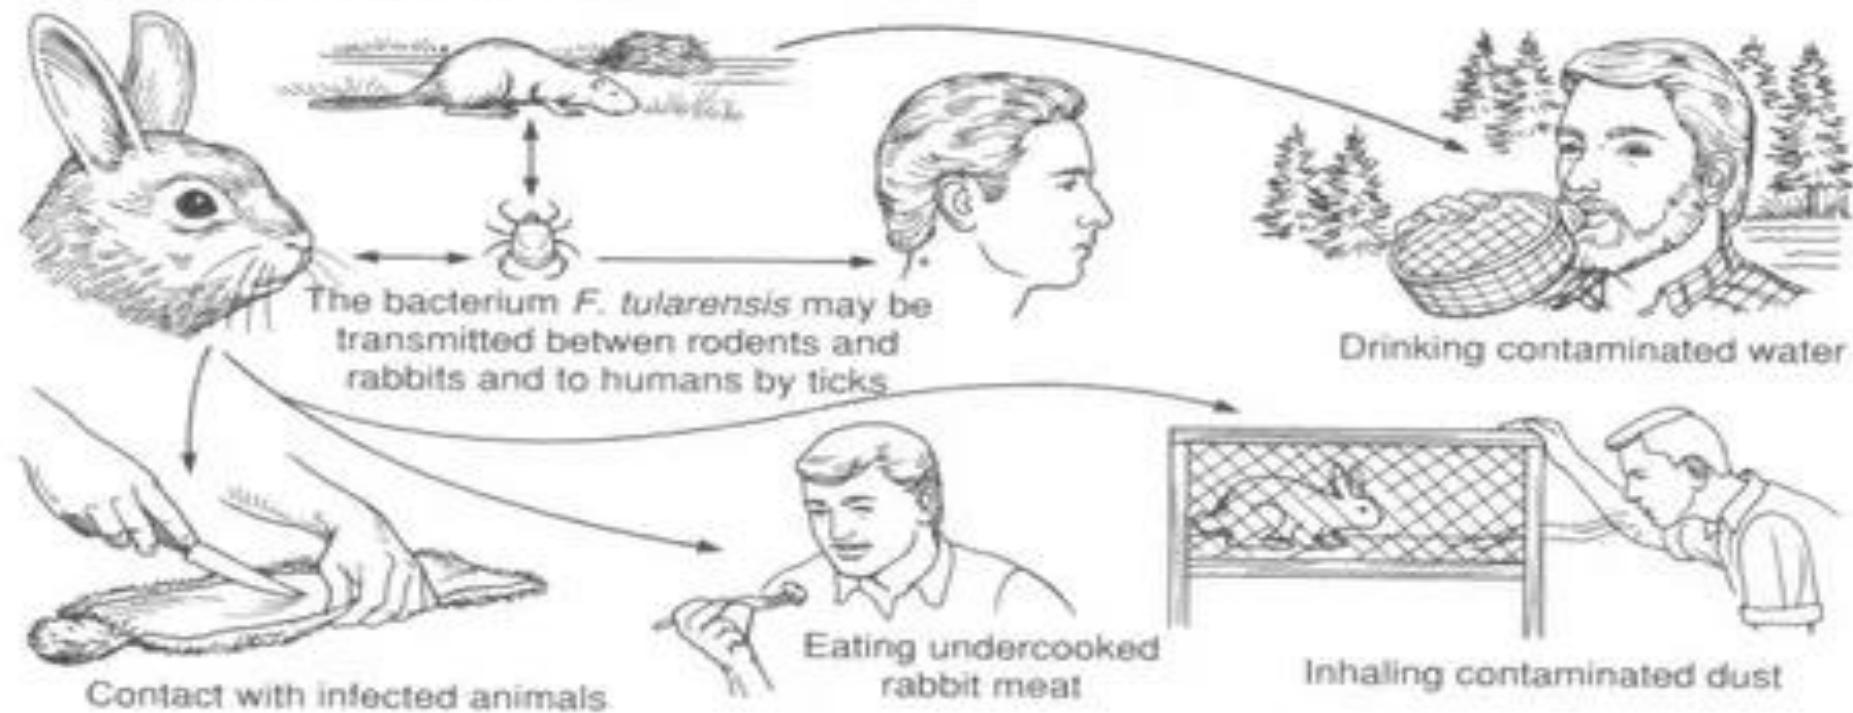 The bacterium F. tularensis may be
transmitted betwen rodents and
rabbits and to humans by ticks
Drinking contaminated water
Contact with infected animals
Eating undercooked
rabbit meat
Inhaling contaminated dust